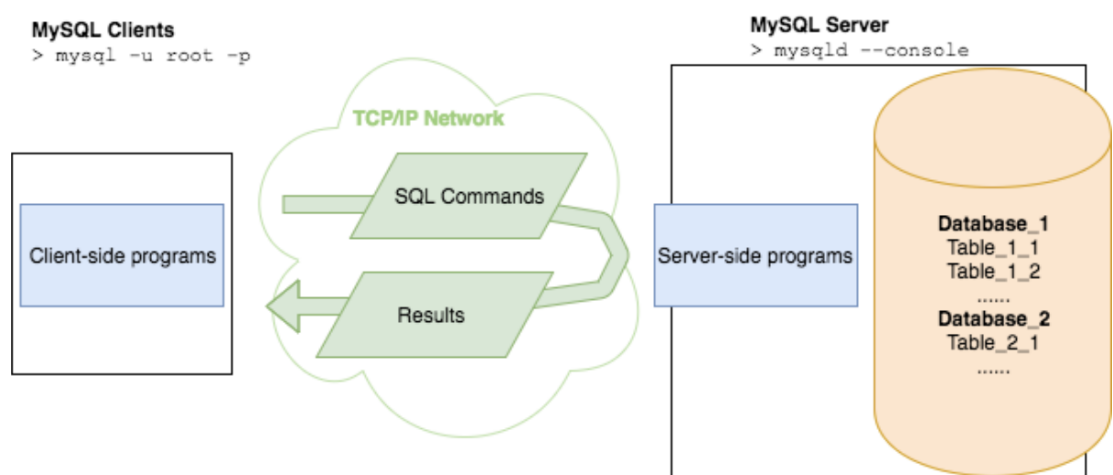 MySQL Clients
> mysql -u root -p
MySQL Server
> mysqld --console
TCP/IP Network
SQL Commands
Client-side programs
Server-side programs
Results
Database_1
Table_1_1
Table_1_2
......
Database_2
Table_2_1
......